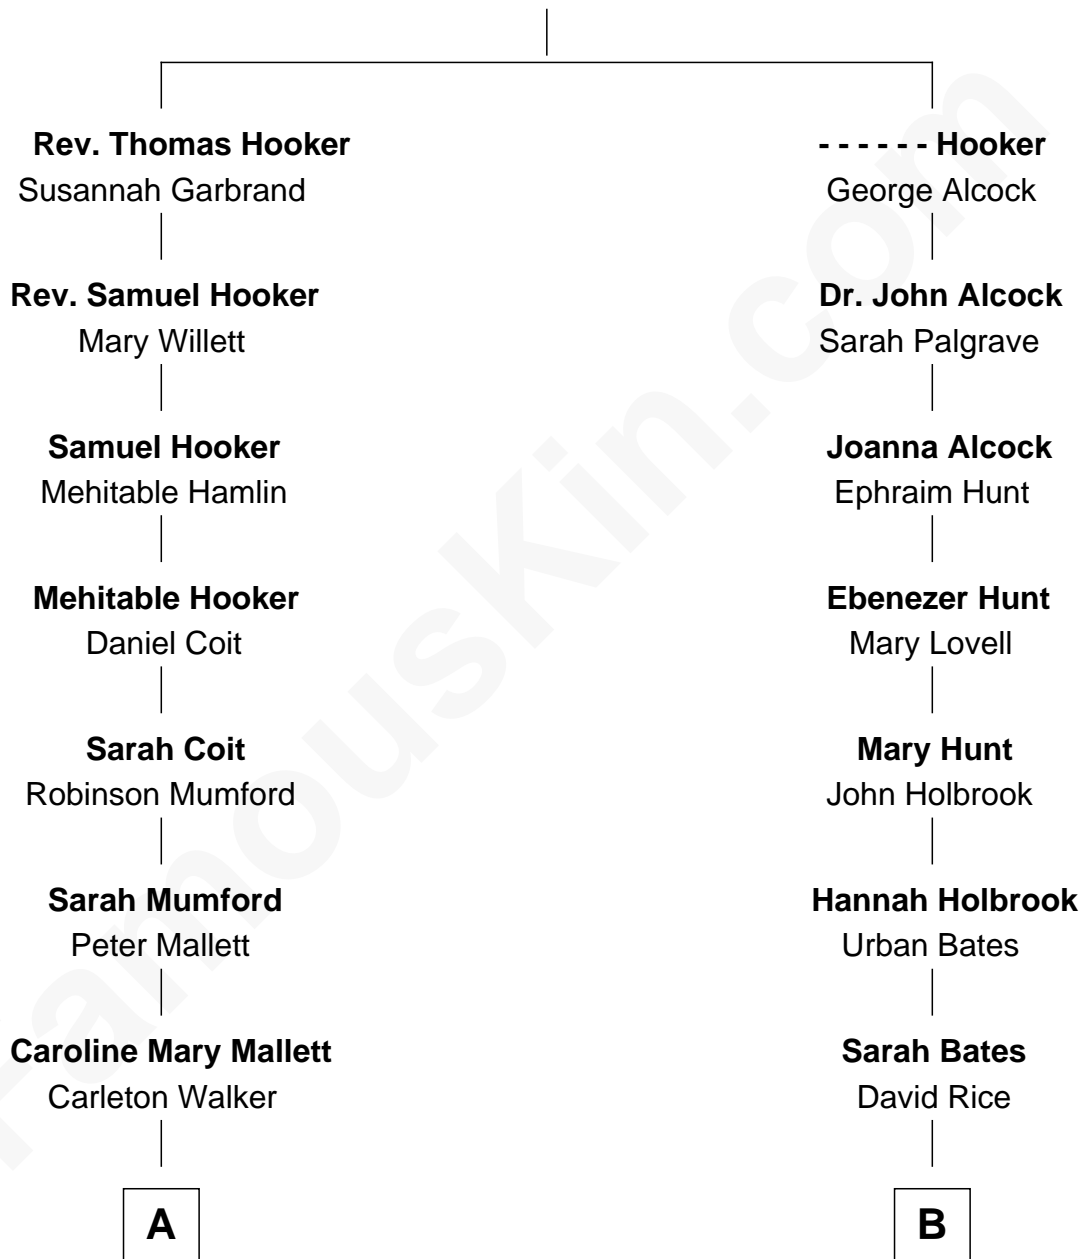 Rev. Thomas Hooker
Susannah Garbrand
Rev. Samuel Hooker
Mary Willett
Samuel Hooker
Mehitable Hamlin
Mehitable Hooker
Daniel Coit
Sarah Coit
Robinson Mumford
Sarah Mumford
Peter Mallett
Caroline Mary Mallett
Carleton Walker
A
- - - - - - Hooker
George Alcock
Dr. John Alcock
Sarah Palgrave
Joanna Alcock
Ephraim Hunt
Ebenezer Hunt
Mary Lovell
Mary Hunt
John Holbrook
Hannah Holbrook
Urban Bates
Sarah Bates
David Rice
B
FamousKin.com